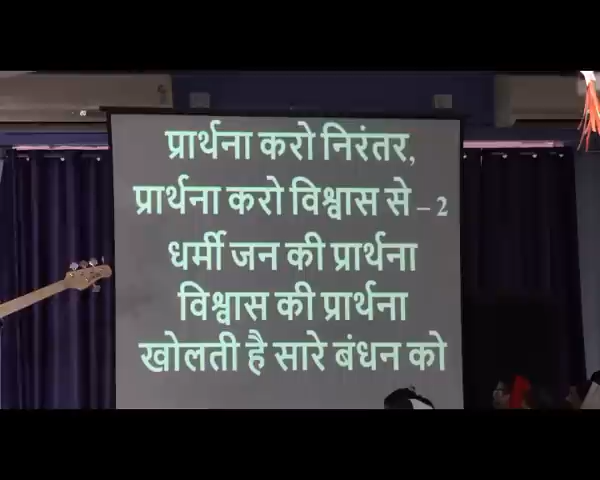 प्रार्थना करो निरंतर,
प्रार्थना करो विश्वास से – 2
धर्मी जन की प्रार्थना
विश्वास की प्रार्थना
खोलती है सारे बंधन को